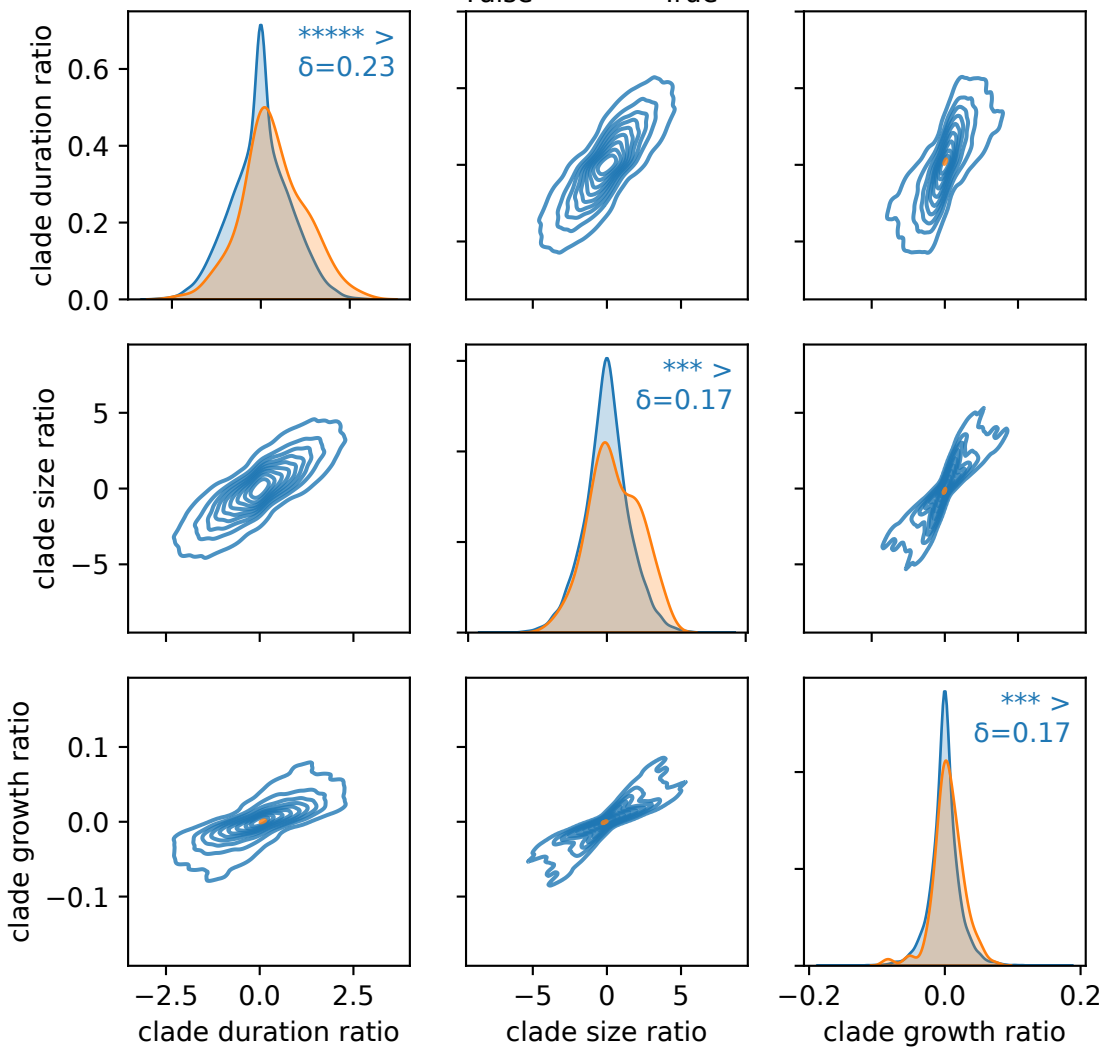 False True
***** >
δ=0.23
clade duration ratio
0.6
0.4
0.2
0.0
*** >
δ=0.17
clade size ratio
5
0
−5
*** >
δ=0.17
clade growth ratio
0.1
0.0
−0.1
−2.5 0.0 2.5
−5 0 5
−0.2 0.0 0.2
clade duration ratio
clade size ratio
clade growth ratio